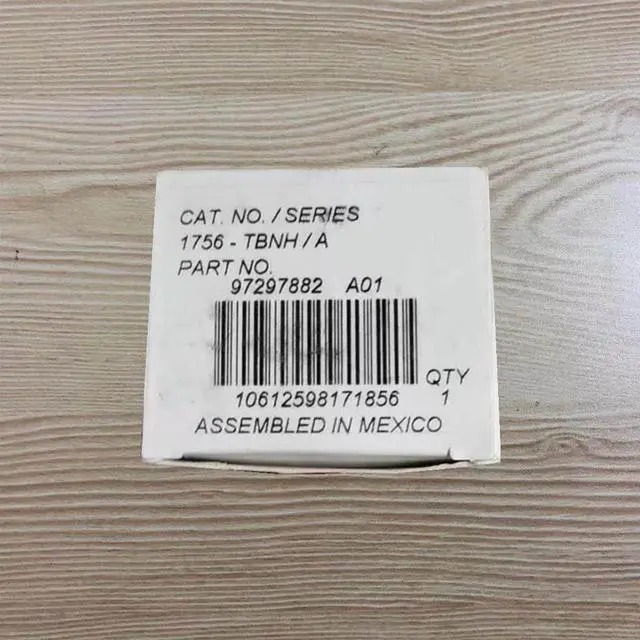 CAT. NO. / SERIES
1756 - TBNH / A
PART NO.
97297882 A01
QTY
10612598171856 1
ASSEMBLED IN MEXICO